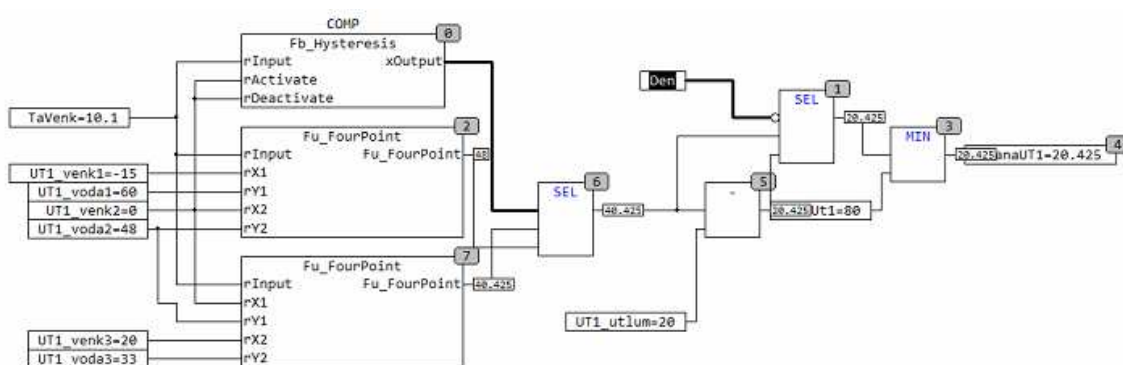 COMP
0
Fb_Hysteresis
rInput xOutput
rActivate
rDeactivate
TaVenk=10.1
2
Fu_FourPoint
rInput Fu_FourPoint
48
UT1_venk1=-15
rX1
UT1_voda1=60
rY1
UT1_venk2=0
rX2
UT1_voda2=48
rY2
7
Fu_FourPoint
rInput Fu_FourPoint
40.425
rX1
rY1
UT1_venk3=20
rX2
UT1_voda3=33
rY2
6
SEL
40.425
Den
1
SEL
20.425
5
-
20.425
Ut1=80
UT1_utlum=20
3
MIN
20.425
4
anaUT1=20.425